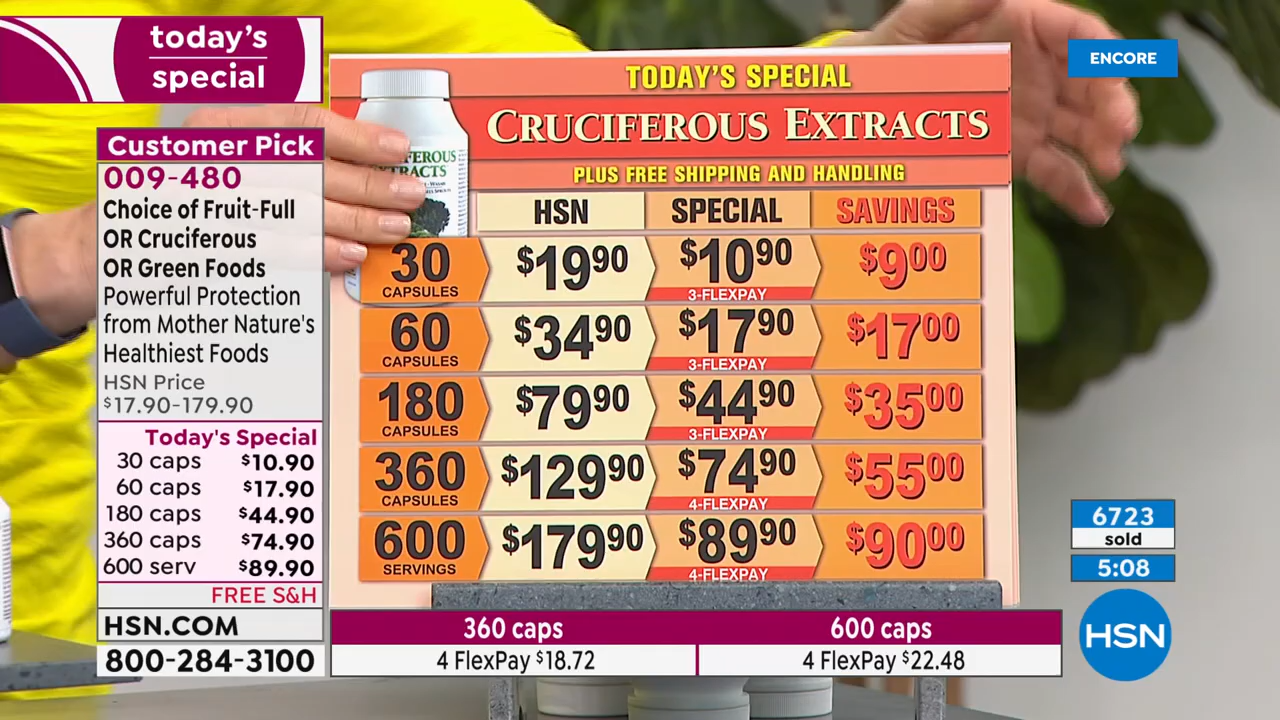 today's
special
Customer Pick
009-480
Choice of Fruit-Full
OR Cruciferous
OR Green Foods
Powerful Protection
from Mother Nature's
Healthiest Foods
HSN Price
$17.90-179.90
Today's Special
30 caps $10.90
60 caps $17.90
180 caps $44.90
360 caps $74.90
600 serv $89.90
FREE S&H
HSN.COM
800-284-3100
TODAY'S SPECIAL
CRUCIFEROUS EXTRACTS
PLUS FREE SHIPPING AND HANDLING
HSN SPECIAL SAVINGS
30 CAPSULES $19.90 $10.90 3-FLEXPAY $9.00
60 CAPSULES $34.90 $17.90 3-FLEXPAY $17.00
180 CAPSULES $79.90 $44.90 3-FLEXPAY $35.00
360 CAPSULES $129.90 $74.90 4-FLEXPAY $55.00
600 SERVINGS $179.90 $89.90 4-FLEXPAY $90.00
360 caps 600 caps
4 FlexPay $18.72 4 FlexPay $22.48
ENCORE
6723
sold
5:08
HSN